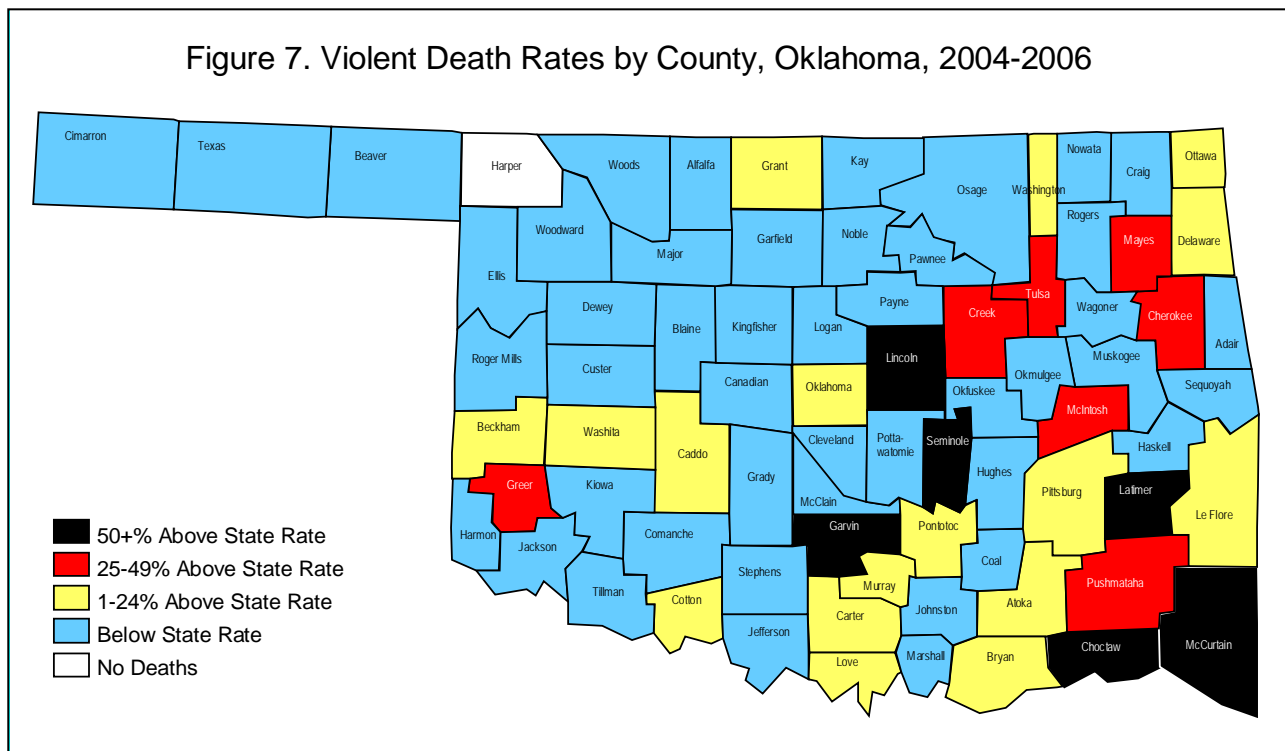 Figure 7. Violent Death Rates by County, Oklahoma, 2004-2006
Cimarron
Texas
Beaver
Harper
Woods
Alfalfa
Grant
Kay
Osage
Washington
Nowata
Craig
Ottawa
Woodward
Ellis
Major
Garfield
Noble
Pawnee
Rogers
Mayes
Delaware
Dewey
Blaine
Kingfisher
Logan
Payne
Creek
Tulsa
Wagoner
Cherokee
Adair
Roger Mills
Custer
Canadian
Oklahoma
Lincoln
Okfuskee
Okmulgee
Muskogee
Sequoyah
Beckham
Washita
Caddo
Grady
Cleveland
Potta-
watomie
Seminole
Hughes
McIntosh
Haskell
Greer
Kiowa
McClain
Pittsburg
Latimer
Le Flore
Harmon
Jackson
Comanche
Garvin
Pontotoc
Coal
Tillman
Cotton
Stephens
Murray
Johnston
Atoka
Pushmataha
Jefferson
Carter
Love
Marshall
Bryan
Choctaw
McCurtain
50+% Above State Rate
25-49% Above State Rate
1-24% Above State Rate
Below State Rate
No Deaths